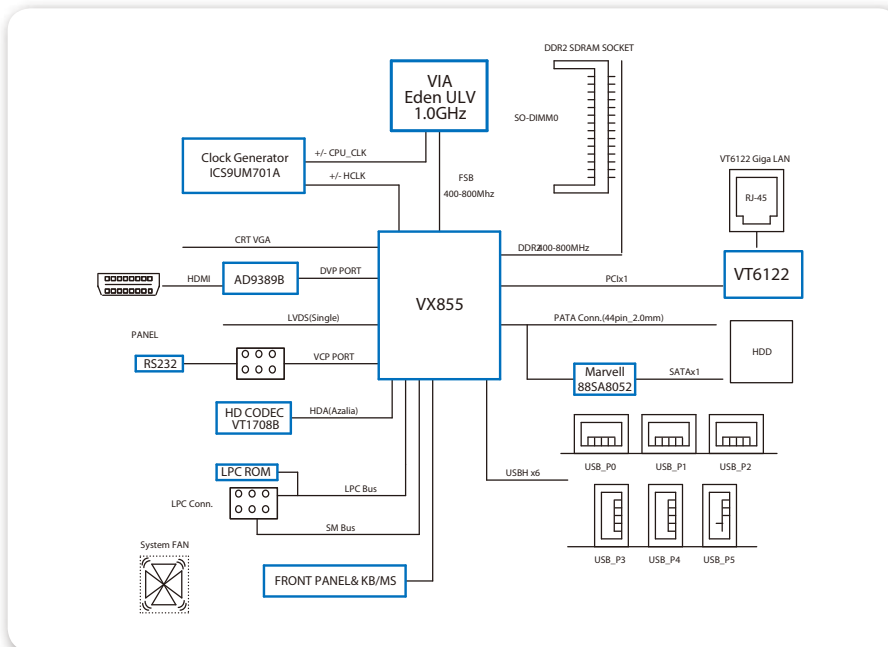 DDR2 SDRAM SOCKET
VIA
Eden ULV
1.0GHz
SO-DIMM0
Clock Generator
ICS9UM701A
+/- CPU_CLK
+/- HCLK
FSB
400-800Mhz
VT6122 Giga LAN
RJ-45
CRT VGA
DDR2400-800MHz
HDMI
AD9389B
DVP PORT
VX855
PCIx1
VT6122
LVDS(Single)
PATA Conn.(44pin_2.0mm)
PANEL
RS232
VCP PORT
HDD
Marvell
88SA8052
SATAx1
HD CODEC
VT1708B
HDA(Azalia)
USB_P0
USB_P1
USB_P2
LPC ROM
USBH x6
LPC Bus
LPC Conn.
SM Bus
System FAN
USB_P3
USB_P4
USB_P5
FRONT PANEL& KB/MS